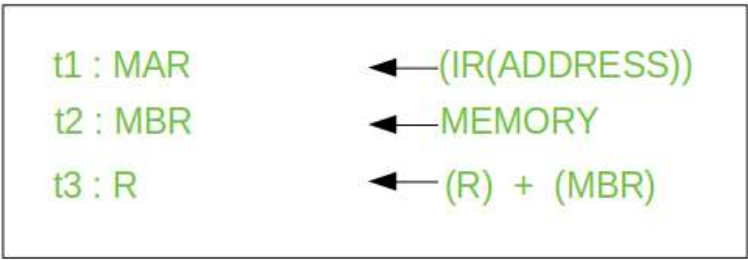 t1 : MAR ←(IR(ADDRESS))
t2 : MBR ←MEMORY
t3 : R ← (R) + (MBR)